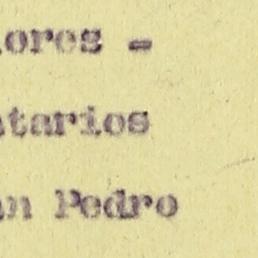 ores =
tarios
n Pedro